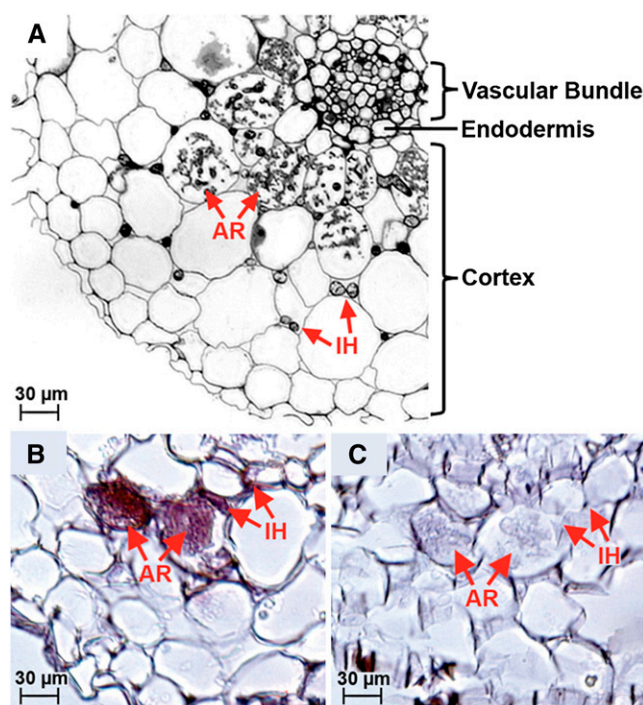 A
Vascular Bundle
Endodermis
AR
Cortex
IH
30 µm
B
IH
AR
30 µm
C
IH
AR
30 µm